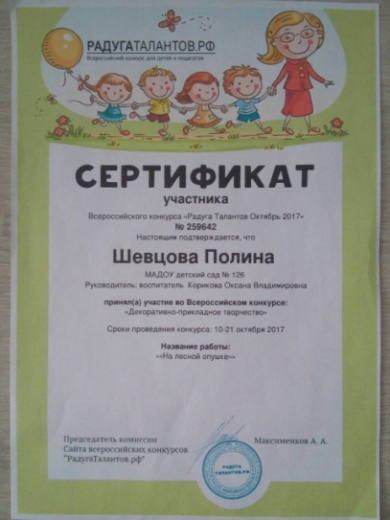 РАДУГАТАЛАНТОВ.РФ
Всероссийский конкурс для детей и педагогов
СЕРТИФИКАТ
участника
Всероссийского конкурса «Радуга Талантов Октябрь 2017»
№ 259642
Настоящим подтверждается, что
Шевцова Полина
МАДОУ детский сад № 126
Руководитель: воспитатель Корикова Оксана Владимировна
принял(а) участие во Всероссийском конкурсе:
«Декоративно-прикладное творчество»
Сроки проведения конкурса: 10-21 октября 2017
Название работы:
««На лесной опушке»»
Председатель комиссии
Сайта всероссийских конкурсов
"РадугаТалантов.рф"
Максименков А. А.
РАДУГА
ТАЛАНТОВ.РФ